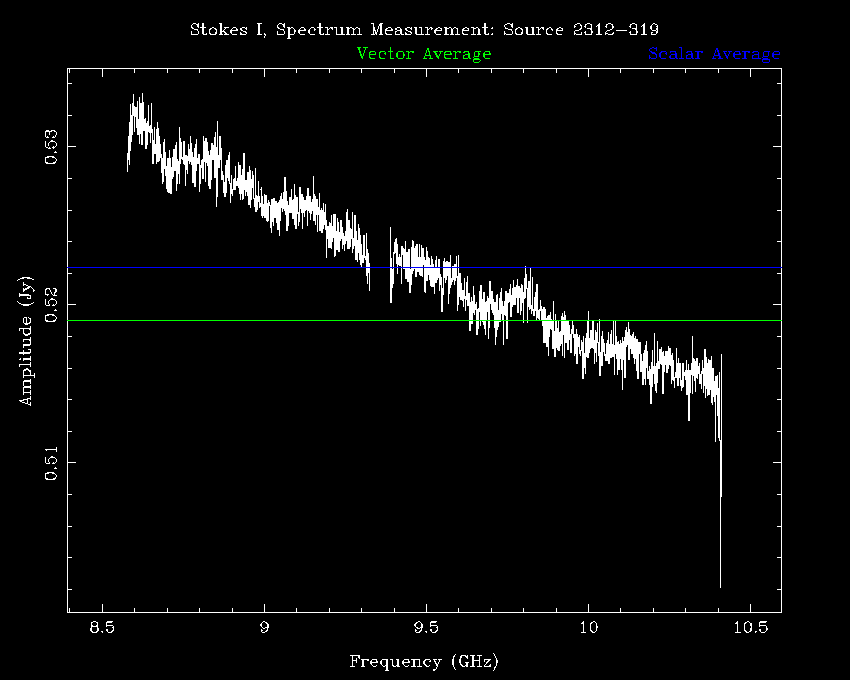 Stokes I, Spectrum Measurement: Source 2312-319
Vector Average
Scalar Average
0.53
0.52
0.51
Amplitude (Jy)
8.5 9 9.5 10 10.5
Frequency (GHz)